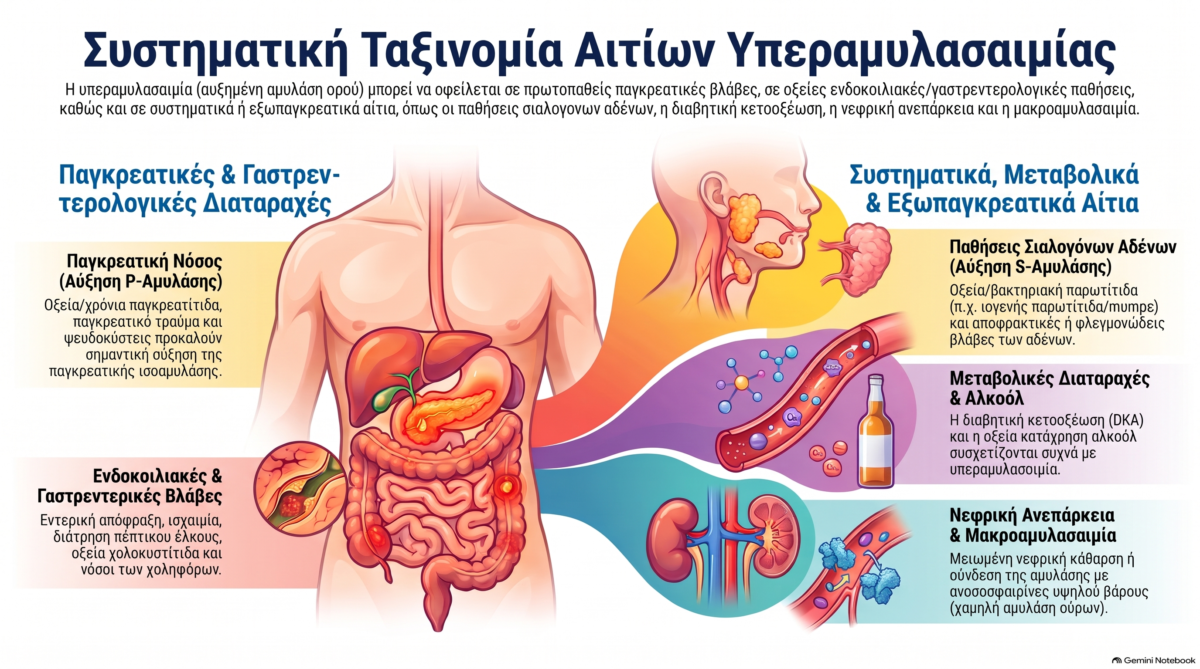 Συστηματική Ταξινομία Αιτίων Υπεραμυλασαιμίας
Η υπεραμυλασαιμία (αυξημένη αμυλάση ορού) μπορεί να οφείλεται σε πρωτοπαθείς παγκρεατικές βλάβες, σε οξείες ενδοκοιλιακές/γαστρεντερολογικές παθήσεις,
καθώς και σε συστηματικά ή εξωπαγκρεατικά αίτια, όπως οι παθήσεις σιαλογονων αδένων, η διαβητική κετοοξέωση, η νεφρική ανεπάρκεια και η μακροαμυλασαιμία.
Παγκρεατικές & Γαστρεν-
τερολογικές Διαταραχές
Παγκρεατική Νόσος
(Αύξηση P-Αμυλάσης)
Οξεία/χρόνια παγκρεατίτιδα,
παγκρεατικό τραύμα και
ψευδοκύστεις προκαλούν
σημαντική ούξηση της
παγκρεατικής ισοαμυλάσης.
Ενδοκοιλιακές &
Γαστρεντερικές Βλάβες
Εντερική απόφραξη, ισχαιμία,
διάτρηση πέπτικου έλκους,
οξεία χολοκυστίτιδα και
νόσοι των χοληφόρων.
Συστηματικά, Μεταβολικά
& Εξωπαγκρεατικά Αίτια
Παθήσεις Σιαλογόνων Αδένων
(Αύξηση S-Αμυλάσης)
Οξεία/βακτηριακή παρωτίτιδα
(π.χ. ιογενής παρωτίτιδα/mumpe)
και αποφρακτικές ή φλεγμονώδεις
βλάβες των αδένων.
Μεταβολικές Διαταραχές
& Αλκοόλ
Η διαβητική κετοοξέωση (DKA)
και η οξεία κατάχρηση αλκοόλ
συσχετίζονται συχνά με
υπεραμυλασοιμία.
Νεφρική Ανεπάρκεια
& Μακροαμυλασαιμία
Μειωμένη νεφρική κάθαρση ή
ούνδεση της αμυλάσης με
ανοσοσφαιρίνες υψηλού βάρους
(χαμηλή αμυλάση ούρων).
Gemini Notebook